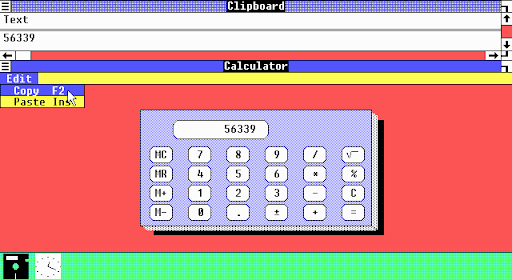 Clipboard
Text
56339
Calculator
Edit
Copy F2
Paste Ins
56339
MC 7 8 9 / √
MR 4 5 6 * %
M+ 1 2 3 - C
M- 0 . ± + =